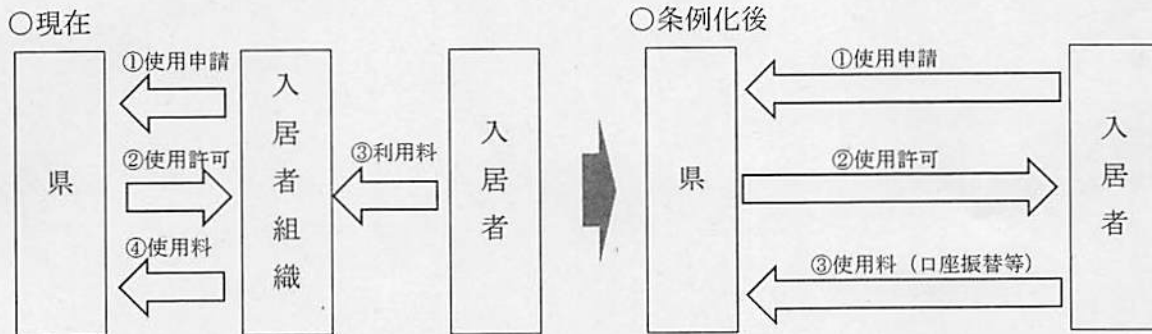 ○現在
①使用申請
②使用許可
④使用料
県
入居者組織
③利用料
入居者
○条例化後
①使用申請
②使用許可
③使用料（口座振替等）
県
入居者